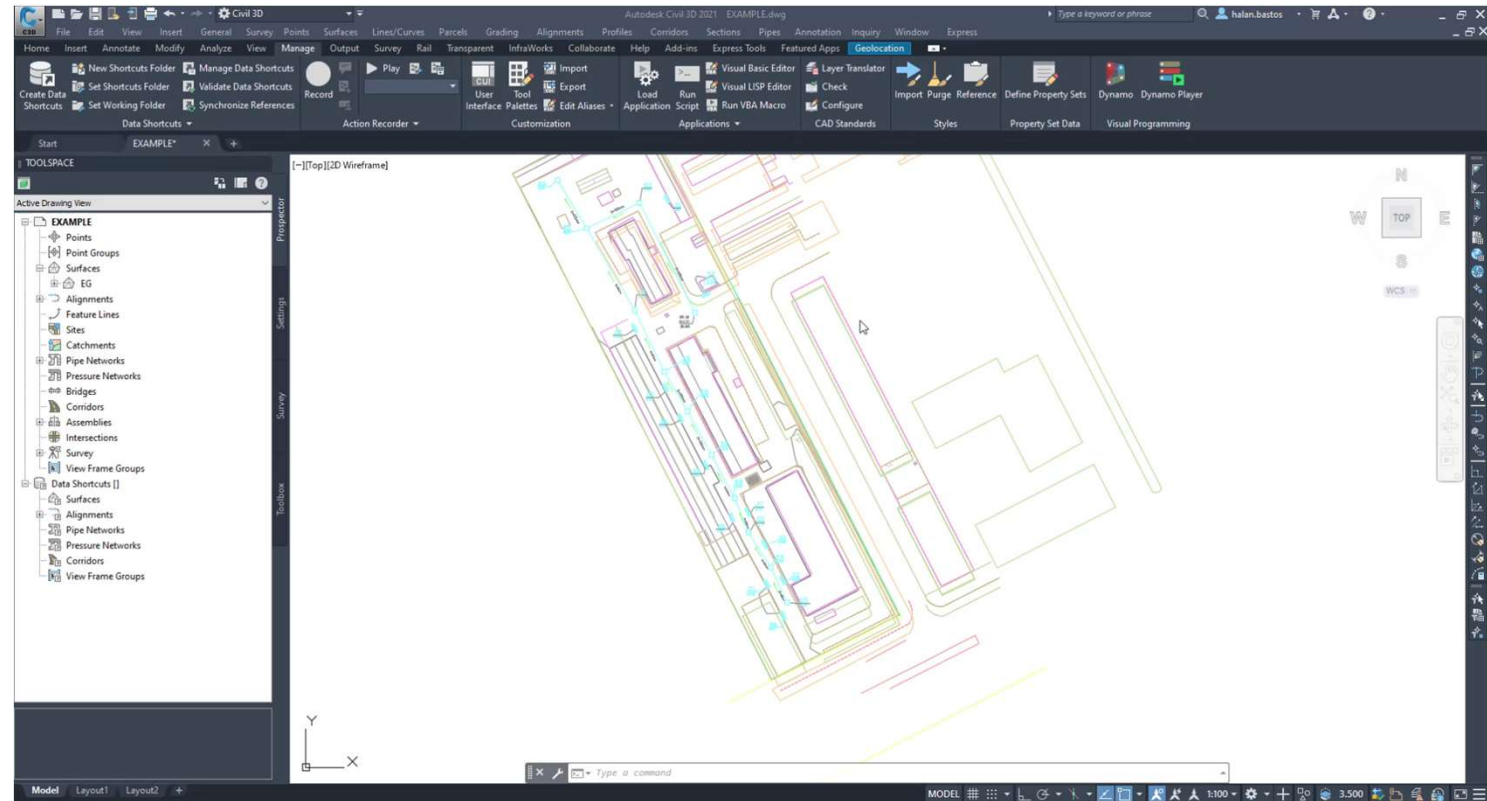 Civil 3D
Autodesk Civil 3D 2021 EXAMPLE.dwg
Type a keyword or phrase
halan.bastos
C3D File Edit View Insert General Survey Points Surfaces Lines/Curves Parcels Grading Alignments Profiles Corridors Sections Pipes Annotation Inquiry Window Express
Home Insert Annotate Modify Analyze View Manage Output Survey Rail Transparent InfraWorks Collaborate Help Add-ins Express Tools Featured Apps Geolocation
New Shortcuts Folder Manage Data Shortcuts Play Import Visual Basic Editor Layer Translator
Set Shortcuts Folder Validate Data Shortcuts Export Visual LISP Editor Check
Set Working Folder Synchronize References Edit Aliases Run VBA Macro Configure
Create Data Shortcuts
Record
CUI
User Interface
Tool Palettes
Load Application
Run Script
Import Purge Reference
Define Property Sets
Dynamo Dynamo Player
Data Shortcuts Action Recorder Customization Applications CAD Standards Styles Property Set Data Visual Programming
Start EXAMPLE* × +
TOOLSPACE
Active Drawing View
EXAMPLE
Points
Point Groups
Surfaces
EG
Alignments
Feature Lines
Sites
Catchments
Pipe Networks
Pressure Networks
Bridges
Corridors
Assemblies
Intersections
Survey
View Frame Groups
Data Shortcuts []
Surfaces
Alignments
Pipe Networks
Pressure Networks
Corridors
View Frame Groups
Prospector
Settings
Survey
Toolbox
[−][Top][2D Wireframe]
N
W TOP E
S
WCS
Y
X
Type a command
Model Layout1 Layout2 +
MODEL 1:100 3.500